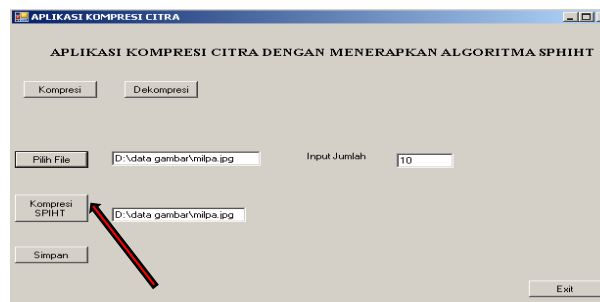 APLIKASI KOMPRESI CITRA
APLIKASI KOMPRESI CITRA DENGAN MENERAPKAN ALGORITMA SPHIHT
Kompresi Dekompresi
Pilih File D:\data gambar\milpa.jpg Input Jumlah 10
Kompresi
SPIHT D:\data gambar\milpa.jpg
Simpan
Exit